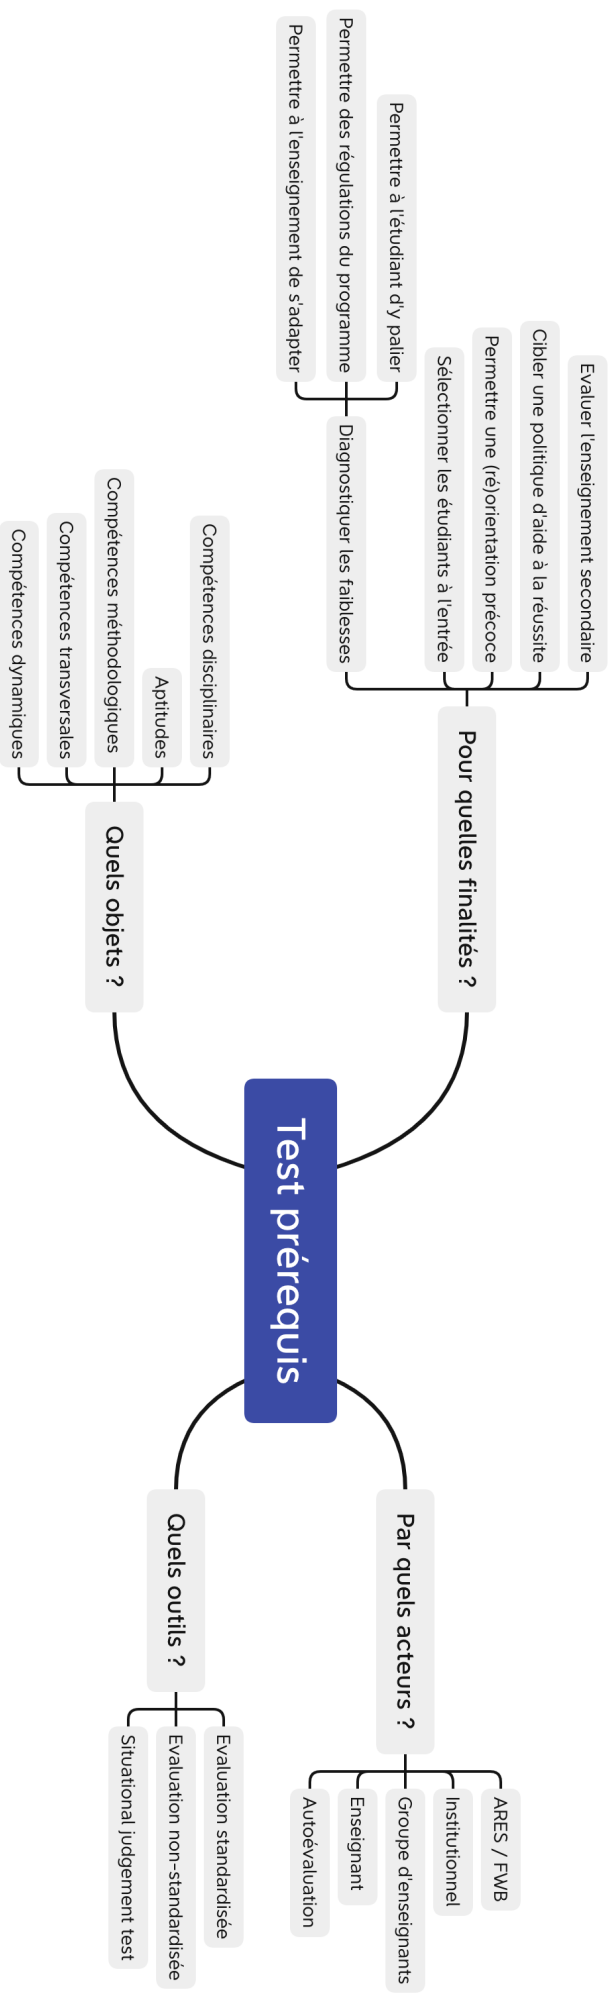 Test prérequis
Pour quelles finalités ?
Evaluer l'enseignement secondaire
Cibler une politique d'aide à la réussite
Permettre une (ré)orientation précoce
Sélectionner les étudiants à l'entrée
Diagnostiquer les faiblesses
Permettre à l'étudiant d'y palier
Permettre des régulations du programme
Permettre à l'enseignement de s'adapter
Quels objets ?
Compétences disciplinaires
Aptitudes
Compétences méthodologiques
Compétences transversales
Compétences dynamiques
Par quels acteurs ?
ARES / FWB
Institutionnel
Groupe d'enseignants
Enseignant
Autoévaluation
Quels outils ?
Evaluation standardisée
Evaluation non-standardisée
Situational judgement test